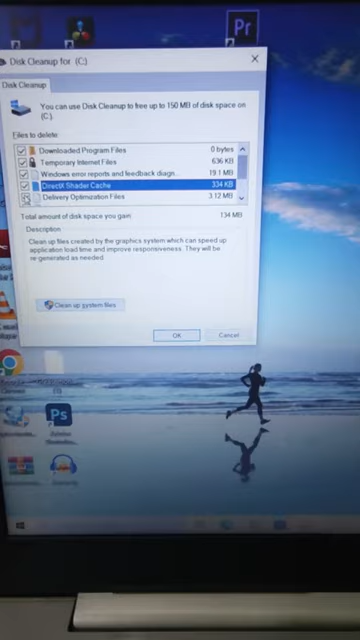 Pr
Disk Cleanup for (C:)
Disk Cleanup
You can use Disk Cleanup to free up to 150 MB of disk space on
(C:).
Files to delete:
Downloaded Program Files 0 bytes
Temporary Internet Files 636 KB
Windows error reports and feedback diagn... 19.1 MB
DirectX Shader Cache 334 KB
Delivery Optimization Files 3.12 MB
Total amount of disk space you gain: 134 MB
Description
Clean up files created by the graphics system which can speed up
application load time and improve responsiveness. They will be
re-generated as needed.
Clean up system files
OK Cancel
Ps